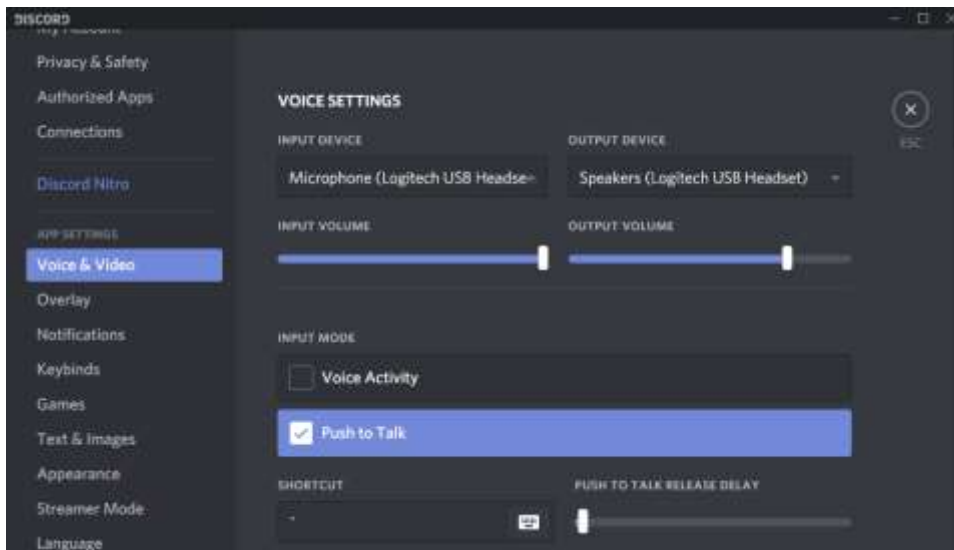 DISCORD
My Account
Privacy & Safety
Authorized Apps
Connections
Discord Nitro
APP SETTINGS
Voice & Video
Overlay
Notifications
Keybinds
Games
Text & Images
Appearance
Streamer Mode
Language
VOICE SETTINGS
INPUT DEVICE
Microphone (Logitech USB Headse
OUTPUT DEVICE
Speakers (Logitech USB Headset)
INPUT VOLUME
OUTPUT VOLUME
INPUT MODE
Voice Activity
Push to Talk
SHORTCUT
PUSH TO TALK RELEASE DELAY
ESC